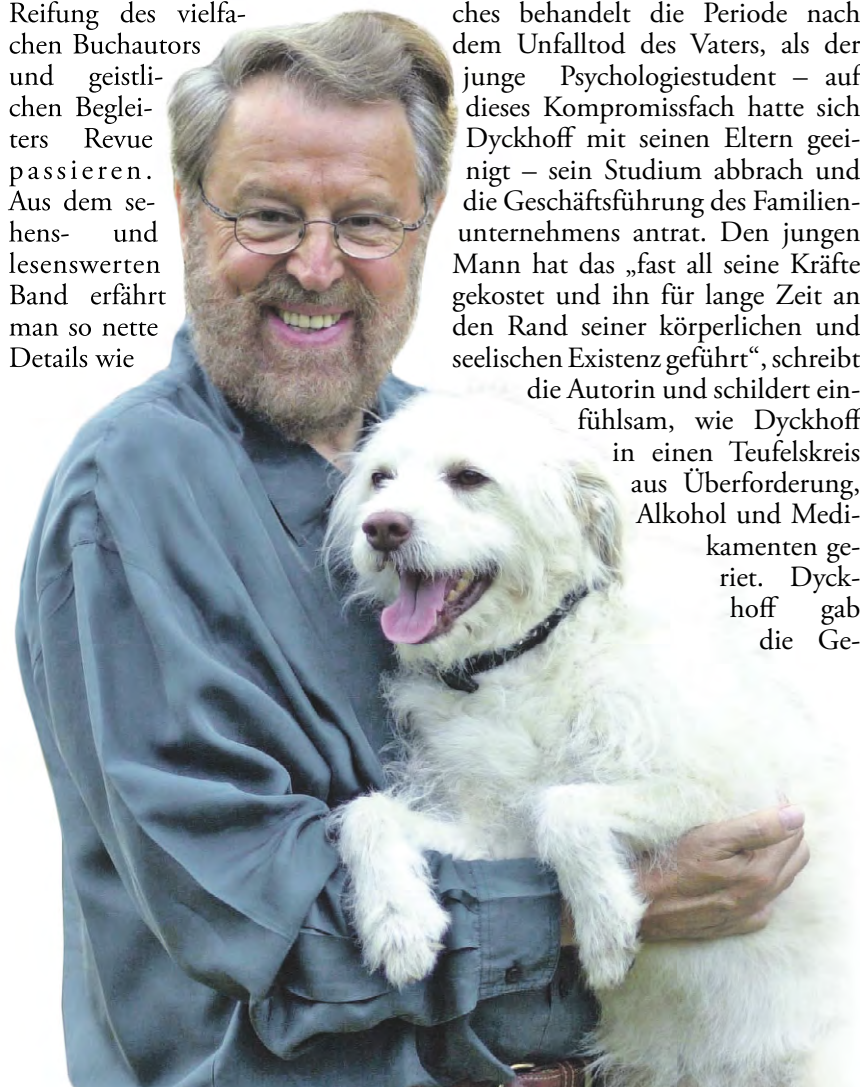 Reifung des vielfa-
chen Buchautors
und geistli-
chen Beglei-
ters Revue
passieren.
Aus dem se-
hens- und
lesenswerten
Band erfährt
man so nette
Details wie
ches behandelt die Periode nach
dem Unfalltod des Vaters, als der
junge Psychologiestudent – auf
dieses Kompromissfach hatte sich
Dyckhoff mit seinen Eltern geei-
nigt – sein Studium abbrach und
die Geschäftsführung des Familien-
unternehmens antrat. Den jungen
Mann hat das „fast all seine Kräfte
gekostet und ihn für lange Zeit an
den Rand seiner körperlichen und
seelischen Existenz geführt“, schreibt
die Autorin und schildert ein-
fühlsam, wie Dyckhoff
in einen Teufelskreis
aus Überforderung,
Alkohol und Medi-
kamenten ge-
riet. Dyck-
hoff gab
die Ge-